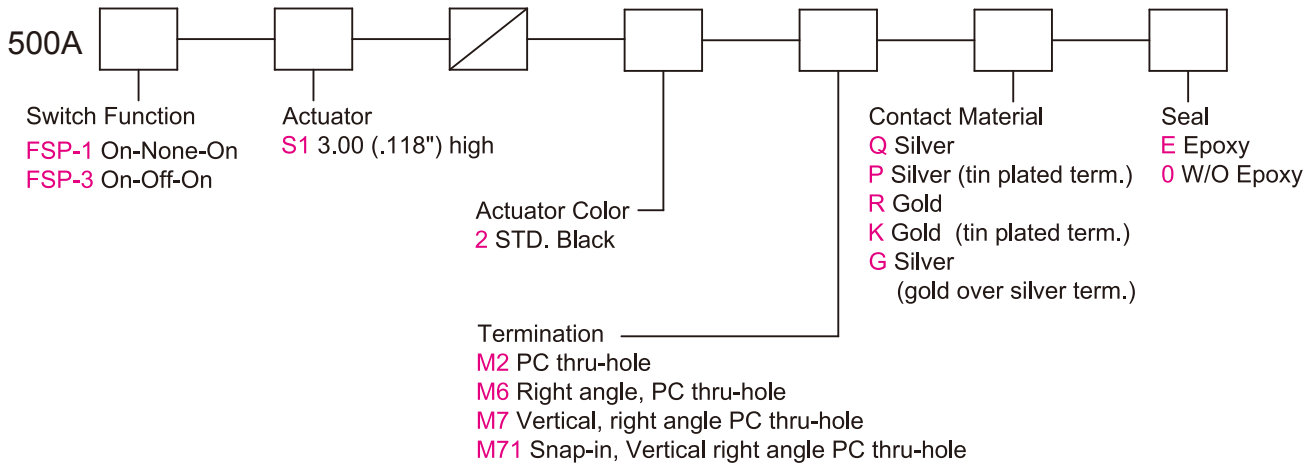 500A
Switch Function
FSP-1 On-None-On
FSP-3 On-Off-On
Actuator
S1 3.00 (.118") high
Actuator Color
2 STD. Black
Termination
M2 PC thru-hole
M6 Right angle, PC thru-hole
M7 Vertical, right angle PC thru-hole
M71 Snap-in, Vertical right angle PC thru-hole
Contact Material
Q Silver
P Silver (tin plated term.)
R Gold
K Gold (tin plated term.)
G Silver
(gold over silver term.)
Seal
E Epoxy
0 W/O Epoxy